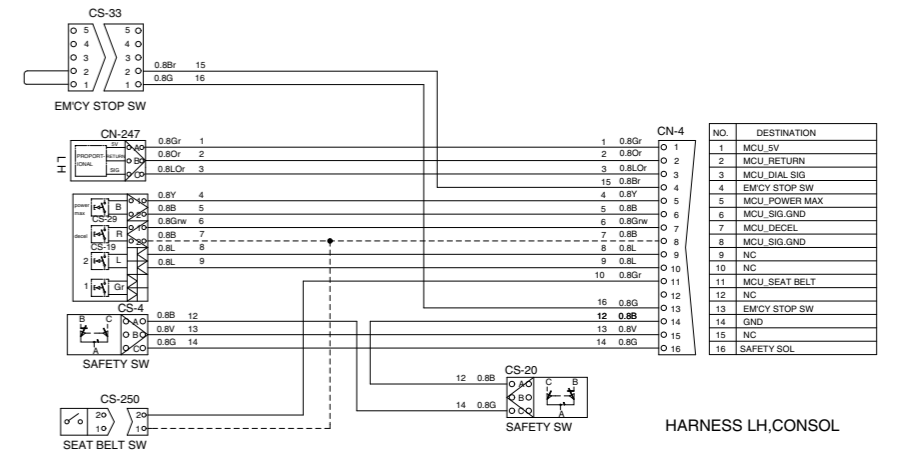 CS-33
5 5
4 4
3 3
2 2 0.8Br 15
1 1 0.8G 16
EM'CY STOP SW
CN-247
LH
PROPORT-IONAL
5V A 0.8Gr 1
RETURN B 0.8Or 2
SIG C 0.8LOr 3
power max B 1 0.8Y 4
2 0.8B 5
CS-29
decel R 1 0.8Grw 6
2 0.8B 7
CS-19
2 L 0.8L 8
0.8L 9
1 Gr
CS-4
B C A
A 0.8B 12
B 0.8V 13
C 0.8G 14
SAFETY SW
CS-250
2 2
1 1
SEAT BELT SW
CN-4
1 0.8Gr 1
2 0.8Or 2
3 0.8LOr 3
15 0.8Br 4
4 0.8Y 5
5 0.8B 6
6 0.8Grw 7
7 0.8B 8
8 0.8L 9
9 0.8L 10
10 0.8Gr 11
12
16 0.8G 13
12 0.8B 14
13 0.8V 15
14 0.8G 16
CS-20
12 0.8B A A
B B
14 0.8G C C
C B A
SAFETY SW
NO. DESTINATION
1 MCU_5V
2 MCU_RETURN
3 MCU_DIAL SIG
4 EM'CY STOP SW
5 MCU_POWER MAX
6 MCU_SIG.GND
7 MCU_DECEL
8 MCU_SIG.GND
9 NC
10 NC
11 MCU_SEAT BELT
12 NC
13 EM'CY STOP SW
14 GND
15 NC
16 SAFETY SOL
HARNESS LH,CONSOL